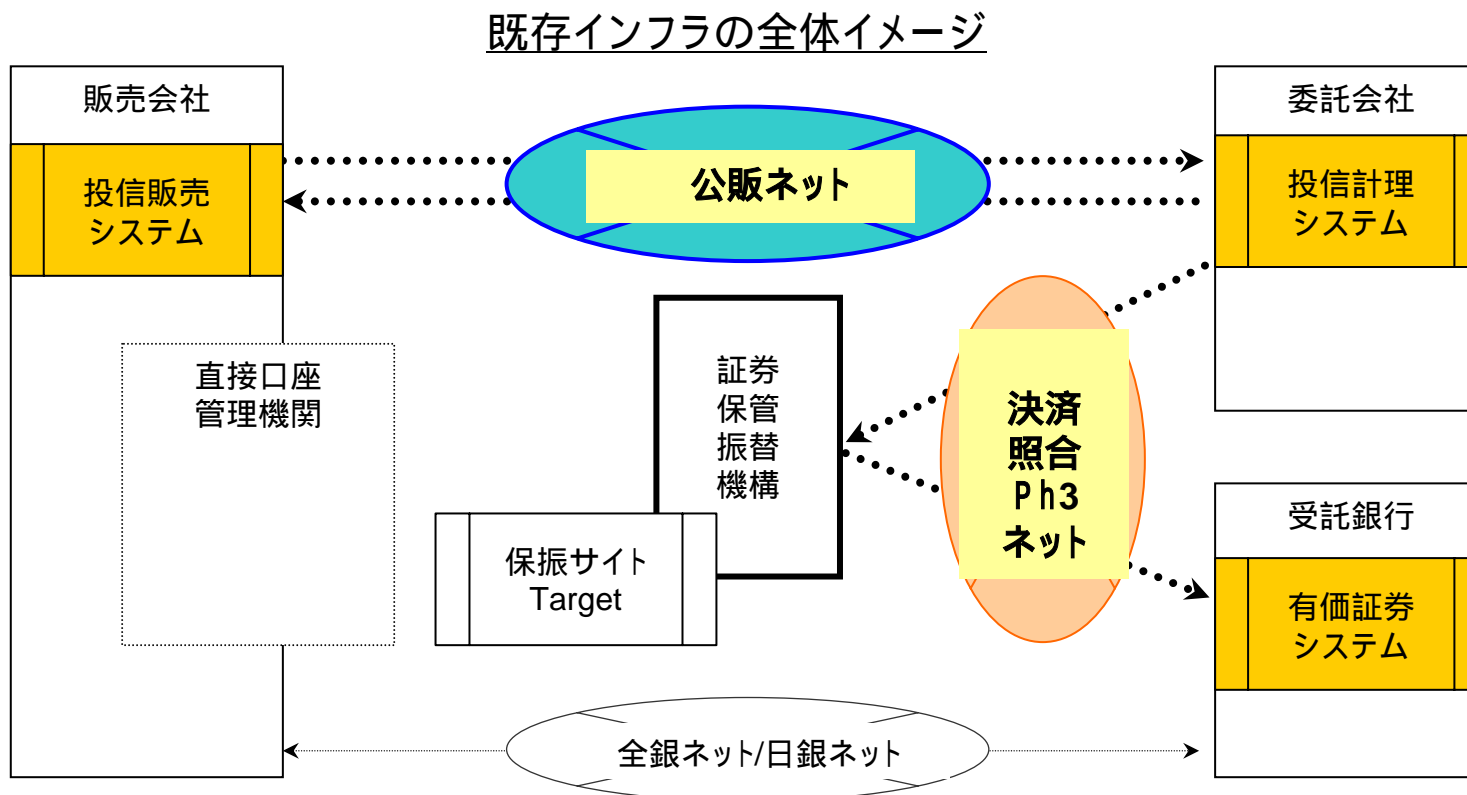 既存インフラの全体イメージ
販売会社
投信販売
システム
直接口座
管理機関
公販ネット
証券
保管
振替
機構
保振サイト
Target
決済
照合
Ph3
ネット
委託会社
投信計理
システム
受託銀行
有価証券
システム
全銀ネット/日銀ネット